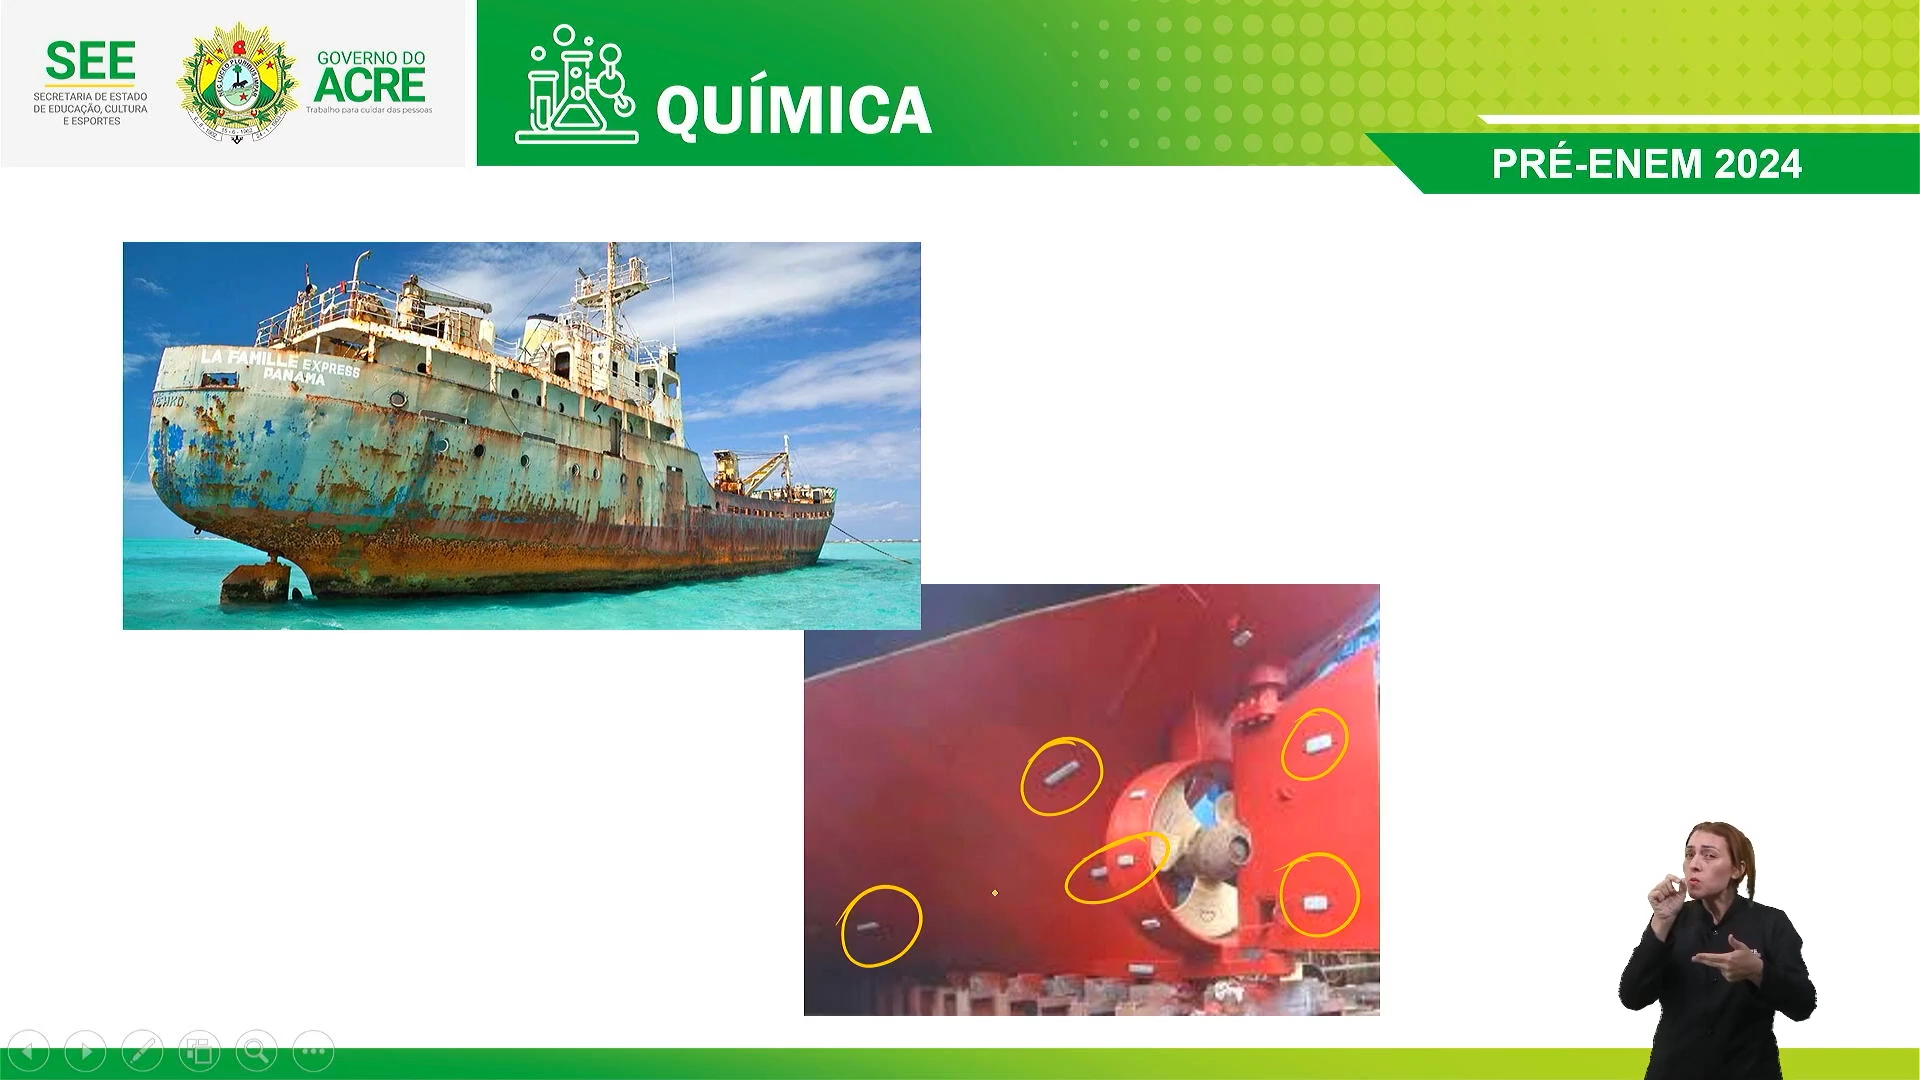 SEE
SECRETARIA DE ESTADO
DE EDUCAÇÃO, CULTURA
E ESPORTES
GOVERNO DO
ACRE
Trabalho para cuidar das pessoas
QUÍMICA
PRÉ-ENEM 2024
LA FAMILLE EXPRESS
PANAMA